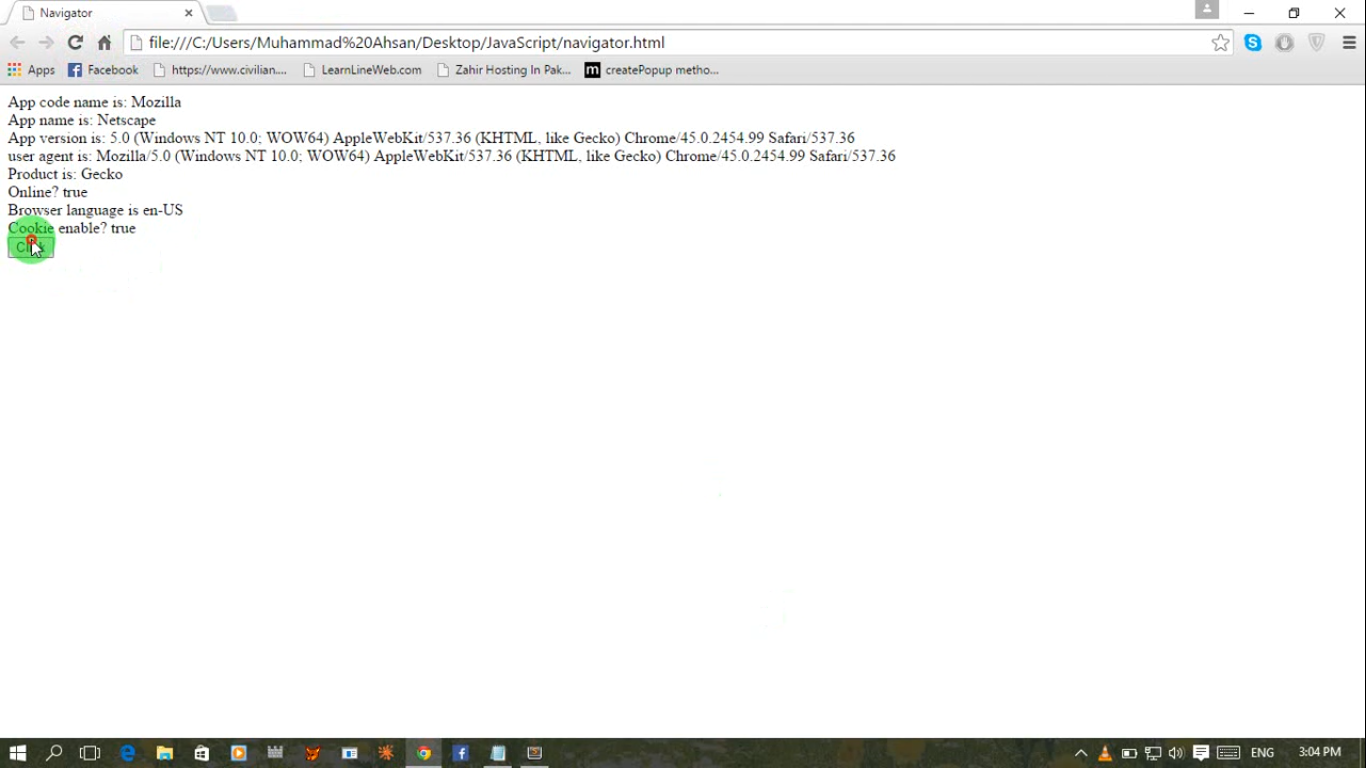 Navigator
file:///C:/Users/Muhammad%20Ahsan/Desktop/JavaScript/navigator.html
Apps Facebook https://www.civilian.... LearnLineWeb.com Zahir Hosting In Pak... m createPopup metho...
App code name is: Mozilla
App name is: Netscape
App version is: 5.0 (Windows NT 10.0; WOW64) AppleWebKit/537.36 (KHTML, like Gecko) Chrome/45.0.2454.99 Safari/537.36
user agent is: Mozilla/5.0 (Windows NT 10.0; WOW64) AppleWebKit/537.36 (KHTML, like Gecko) Chrome/45.0.2454.99 Safari/537.36
Product is: Gecko
Online? true
Browser language is en-US
Cookie enable? true
Click
ENG 3:04 PM